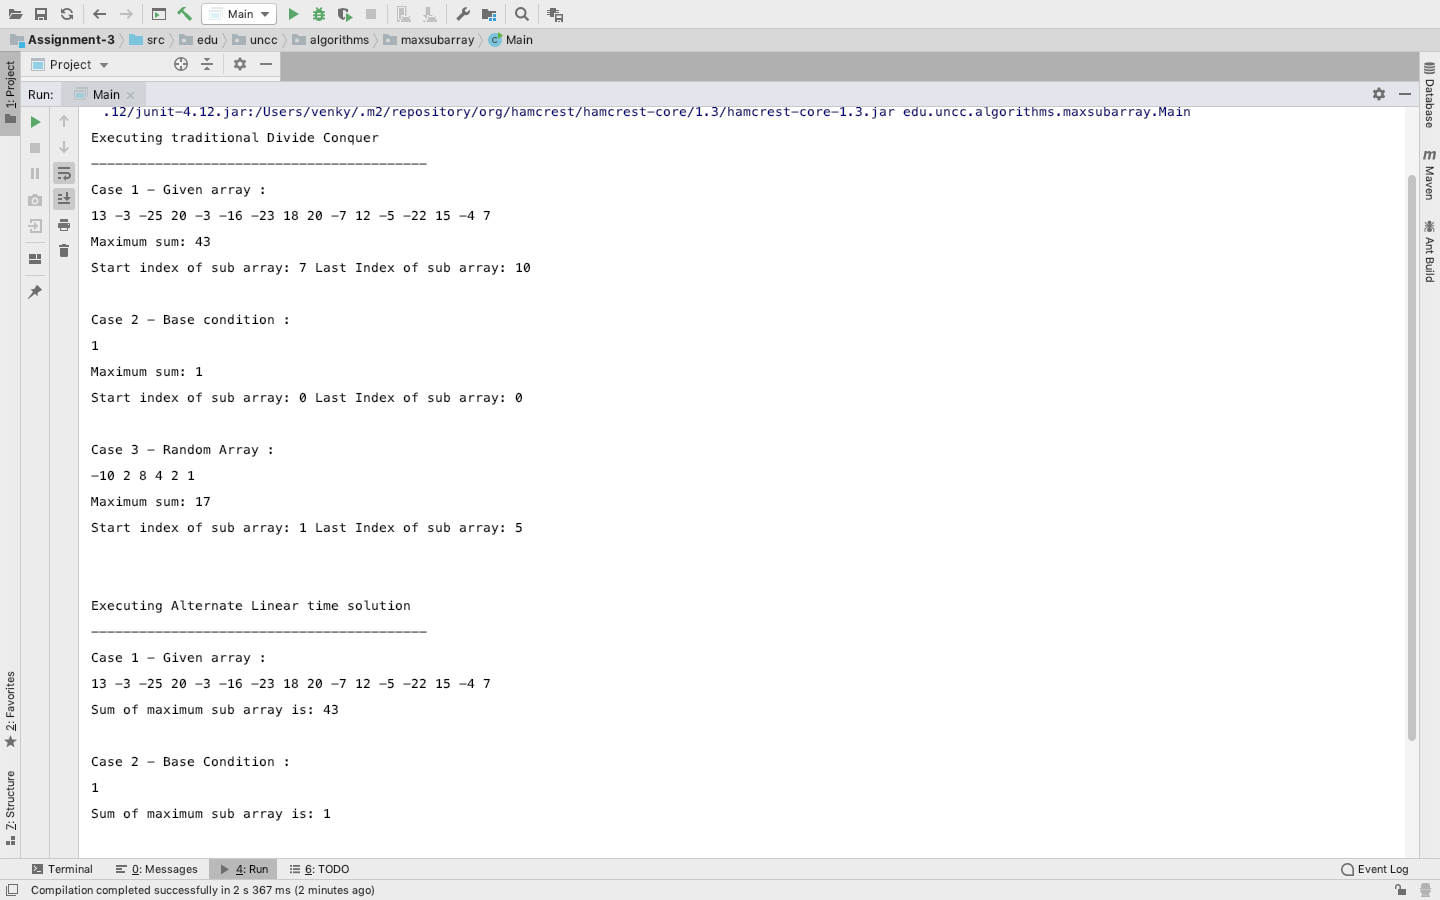 Main
Assignment-3 src edu uncc algorithms maxsubarray Main
Project
Run: Main
.12/junit-4.12.jar:/Users/venky/.m2/repository/org/hamcrest/hamcrest-core/1.3/hamcrest-core-1.3.jar edu.uncc.algorithms.maxsubarray.Main
Executing traditional Divide Conquer
------------------------------------------
Case 1 - Given array :
13 -3 -25 20 -3 -16 -23 18 20 -7 12 -5 -22 15 -4 7
Maximum sum: 43
Start index of sub array: 7 Last Index of sub array: 10
Case 2 - Base condition :
1
Maximum sum: 1
Start index of sub array: 0 Last Index of sub array: 0
Case 3 - Random Array :
-10 2 8 4 2 1
Maximum sum: 17
Start index of sub array: 1 Last Index of sub array: 5
Executing Alternate Linear time solution
------------------------------------------
Case 1 - Given array :
13 -3 -25 20 -3 -16 -23 18 20 -7 12 -5 -22 15 -4 7
Sum of maximum sub array is: 43
Case 2 - Base Condition :
1
Sum of maximum sub array is: 1
1: Project
2: Favorites
7: Structure
Database
m Maven
Ant Build
Terminal 0: Messages 4: Run 6: TODO Event Log
Compilation completed successfully in 2 s 367 ms (2 minutes ago)